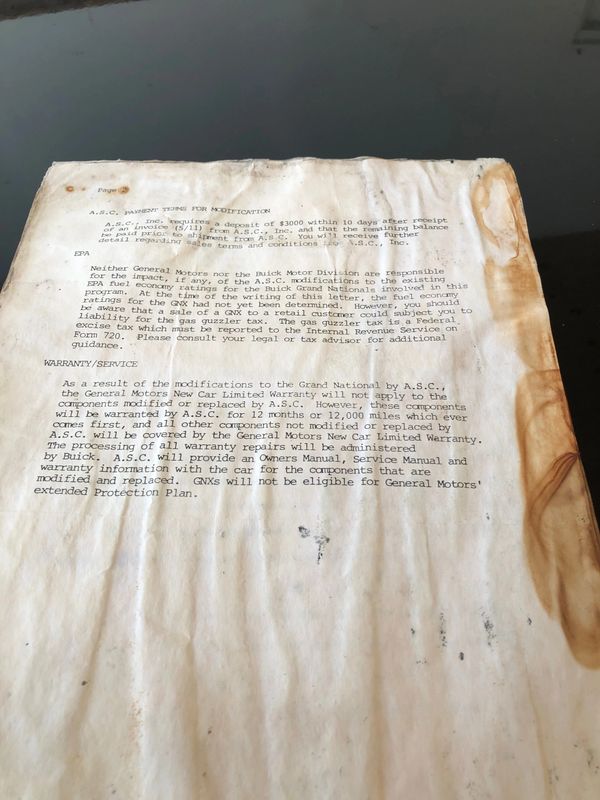 Page 2
A.S.C. PAYMENT TERMS FOR MODIFICATION
A.S.C., Inc. requires a deposit of $3000 within 10 days after receipt
of an invoice (5/11) from A.S.C., Inc. and that the remaining balance
be paid prior to shipment from A.S.C. You will receive further
detail regarding sales terms and conditions from A.S.C., Inc.
EPA
Neither General Motors nor the Buick Motor Division are responsible
for the impact, if any, of the A.S.C. modifications to the existing
EPA fuel economy ratings for the Buick Grand Nationals involved in this
program. At the time of the writing of this letter, the fuel economy
ratings for the GNX had not yet been determined. However, you should
be aware that a sale of a GNX to a retail customer could subject you to
liability for the gas guzzler tax. The gas guzzler tax is a Federal
excise tax which must be reported to the Internal Revenue Service on
Form 720. Please consult your legal or tax advisor for additional
guidance.
WARRANTY/SERVICE
As a result of the modifications to the Grand National by A.S.C.,
the General Motors New Car Limited Warranty will not apply to the
components modified or replaced by A.S.C. However, these components
will be warranted by A.S.C. for 12 months or 12,000 miles which ever
comes first, and all other components not modified or replaced by
A.S.C. will be covered by the General Motors New Car Limited Warranty.
The processing of all warranty repairs will be administered
by Buick. A.S.C. will provide an Owners Manual, Service Manual and
warranty information with the car for the components that are
modified and replaced. GNXs will not be eligible for General Motors'
extended Protection Plan.